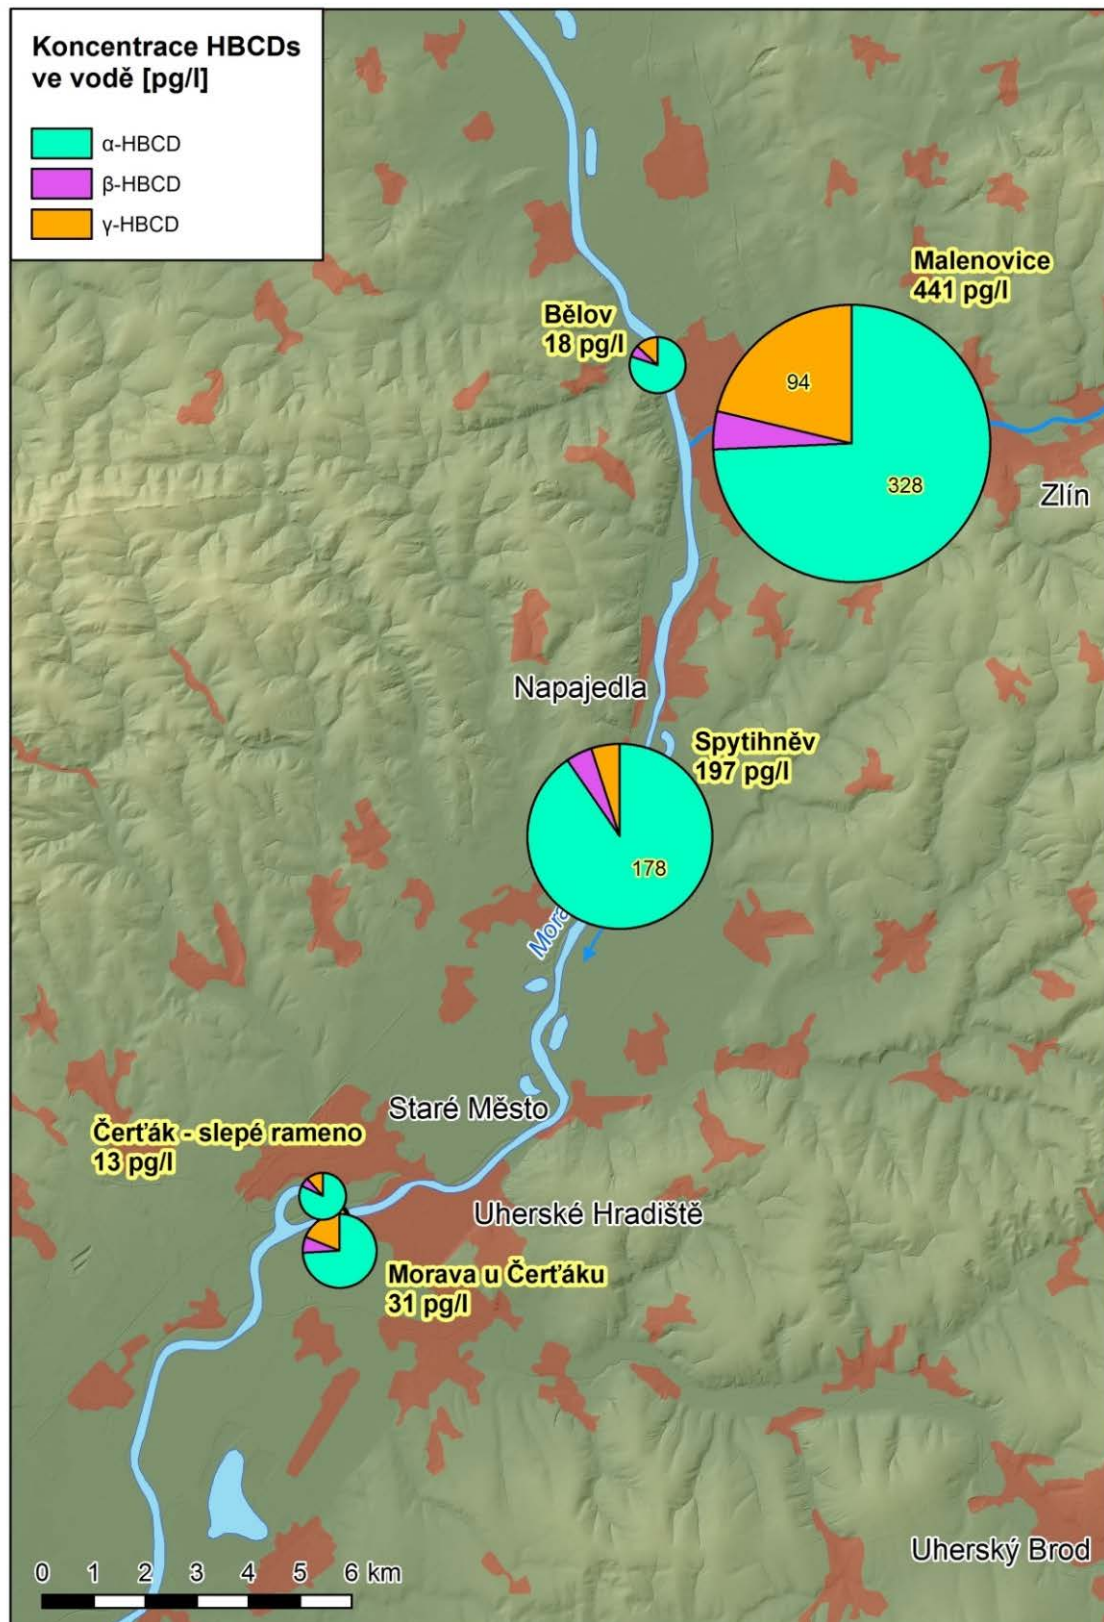 Koncentrace HBCDs
ve vodě [pg/l]
α-HBCD
β-HBCD
γ-HBCD
Malenovice
441 pg/l
Bělov
18 pg/l
94
328
Zlín
Napajedla
Spytihněv
197 pg/l
178
Mora
Staré Město
Čerťák - slepé rameno
13 pg/l
Uherské Hradiště
Morava u Čerťáku
31 pg/l
Uherský Brod
0 1 2 3 4 5 6 km